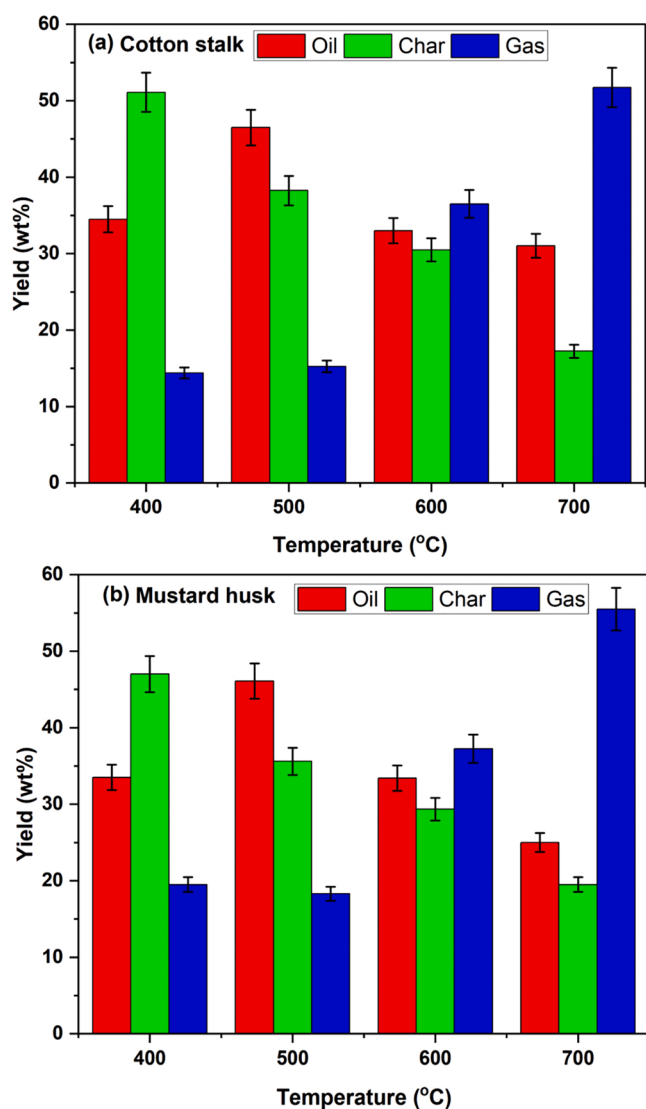 (a) Cotton stalk
Oil Char Gas
60
50
40
30
20
10
0
Yield (wt%)
400 500 600 700
Temperature (°C)
(b) Mustard husk
Oil Char Gas
60
50
40
30
20
10
0
Yield (wt%)
400 500 600 700
Temperature (°C)